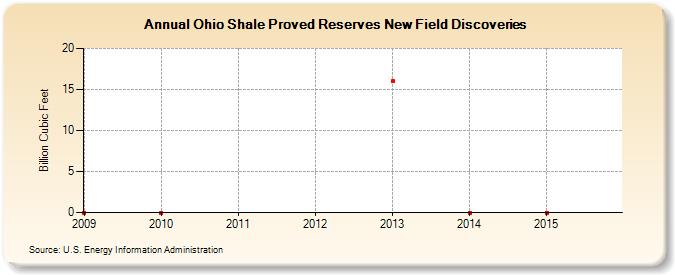 Annual Ohio Shale Proved Reserves New Field Discoveries
Billion Cubic Feet
20
15
10
5
0
2009 2010 2011 2012 2013 2014 2015
Source: U.S. Energy Information Administration